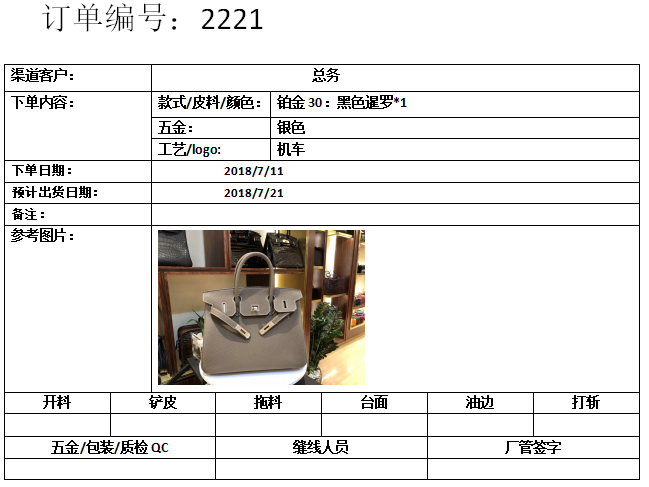 订单编号：2221
渠道客户： 总务
下单内容： 款式/皮料/颜色： 铂金 30：黑色暹罗*1
五金： 银色
工艺/logo: 机车
下单日期： 2018/7/11
预计出货日期： 2018/7/21
备注：
参考图片：
开料 铲皮 拖料 台面 油边 打斩
五金/包装/质检 QC 缝线人员 厂管签字